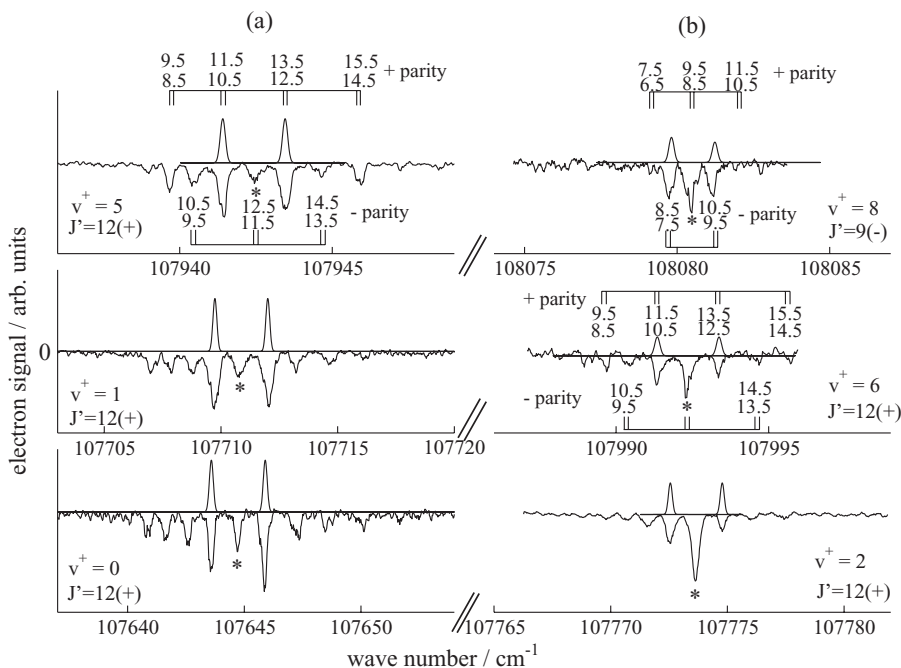 (a)
(b)
9.5 11.5 13.5 15.5
8.5 10.5 12.5 14.5
+ parity
10.5 12.5 14.5
9.5 11.5 13.5
- parity
*
v+ = 5
J'=12(+)
107940 107945
7.5 9.5 11.5
6.5 8.5 10.5
+ parity
8.5 10.5
7.5 9.5
- parity
*
v+ = 8
J'=9(-)
108075 108080 108085
0
*
v+ = 1
J'=12(+)
107705 107710 107715 107720
+ parity
9.5 11.5 13.5 15.5
8.5 10.5 12.5 14.5
*
- parity
10.5 14.5
9.5 13.5
v+ = 6
J'=12(+)
107990 107995
*
v+ = 0
J'=12(+)
107640 107645 107650
*
v+ = 2
J'=12(+)
107765 107770 107775 107780
electron signal / arb. units
wave number / cm-1